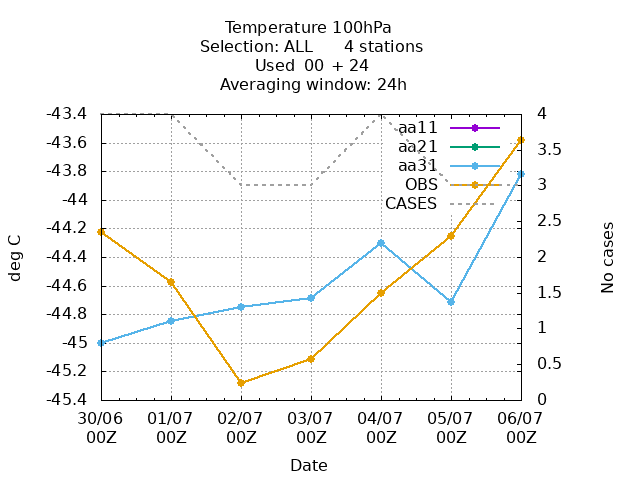 Temperature 100hPa
Selection: ALL      4 stations
Used  00  + 24
Averaging window: 24h
-43.4
-43.6
-43.8
-44
-44.2
-44.4
-44.6
-44.8
-45
-45.2
-45.4
deg C
aa11
aa21
aa31
OBS
CASES
4
3.5
3
2.5
2
1.5
1
0.5
0
No cases
30/06 01/07 02/07 03/07 04/07 05/07 06/07
00Z 00Z 00Z 00Z 00Z 00Z 00Z
Date